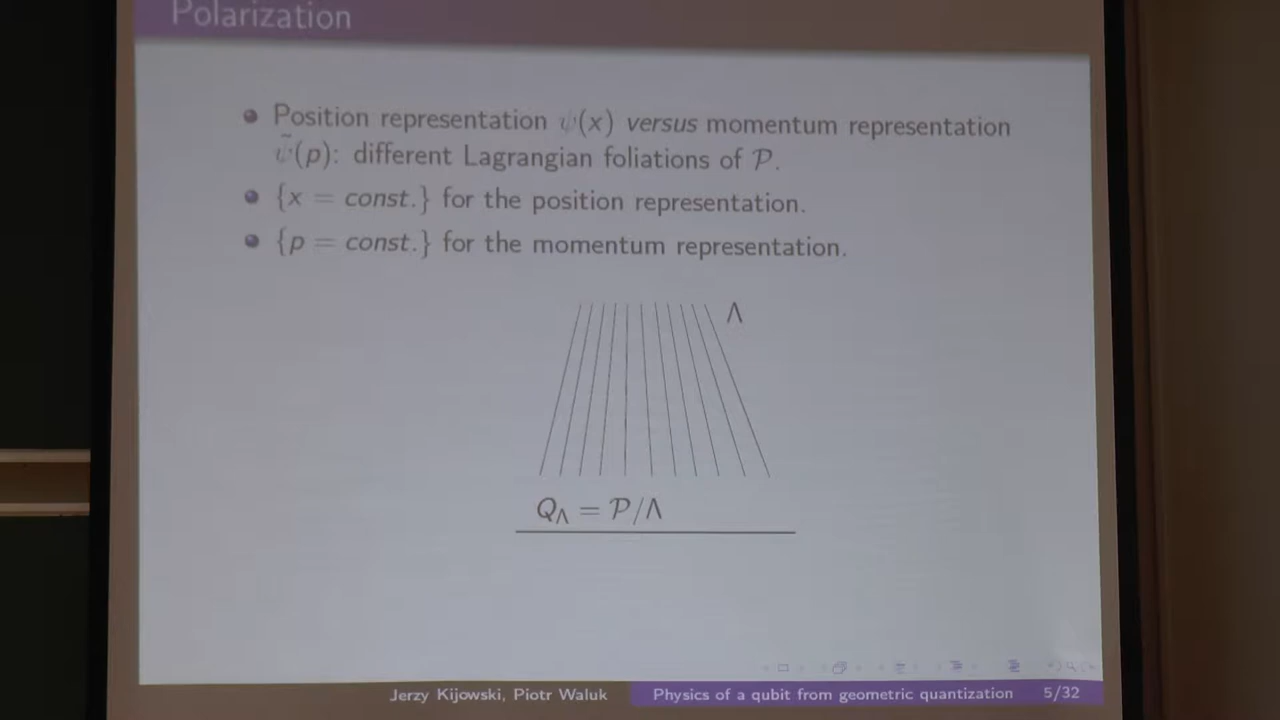 Polarization
Position representation ψ(x) versus momentum representation
ψ̃(p): different Lagrangian foliations of 𝒫.
{x = const.} for the position representation.
{p = const.} for the momentum representation.
Λ
Q_Λ = 𝒫/Λ
Jerzy Kijowski, Piotr Waluk
Physics of a qubit from geometric quantization
5/32